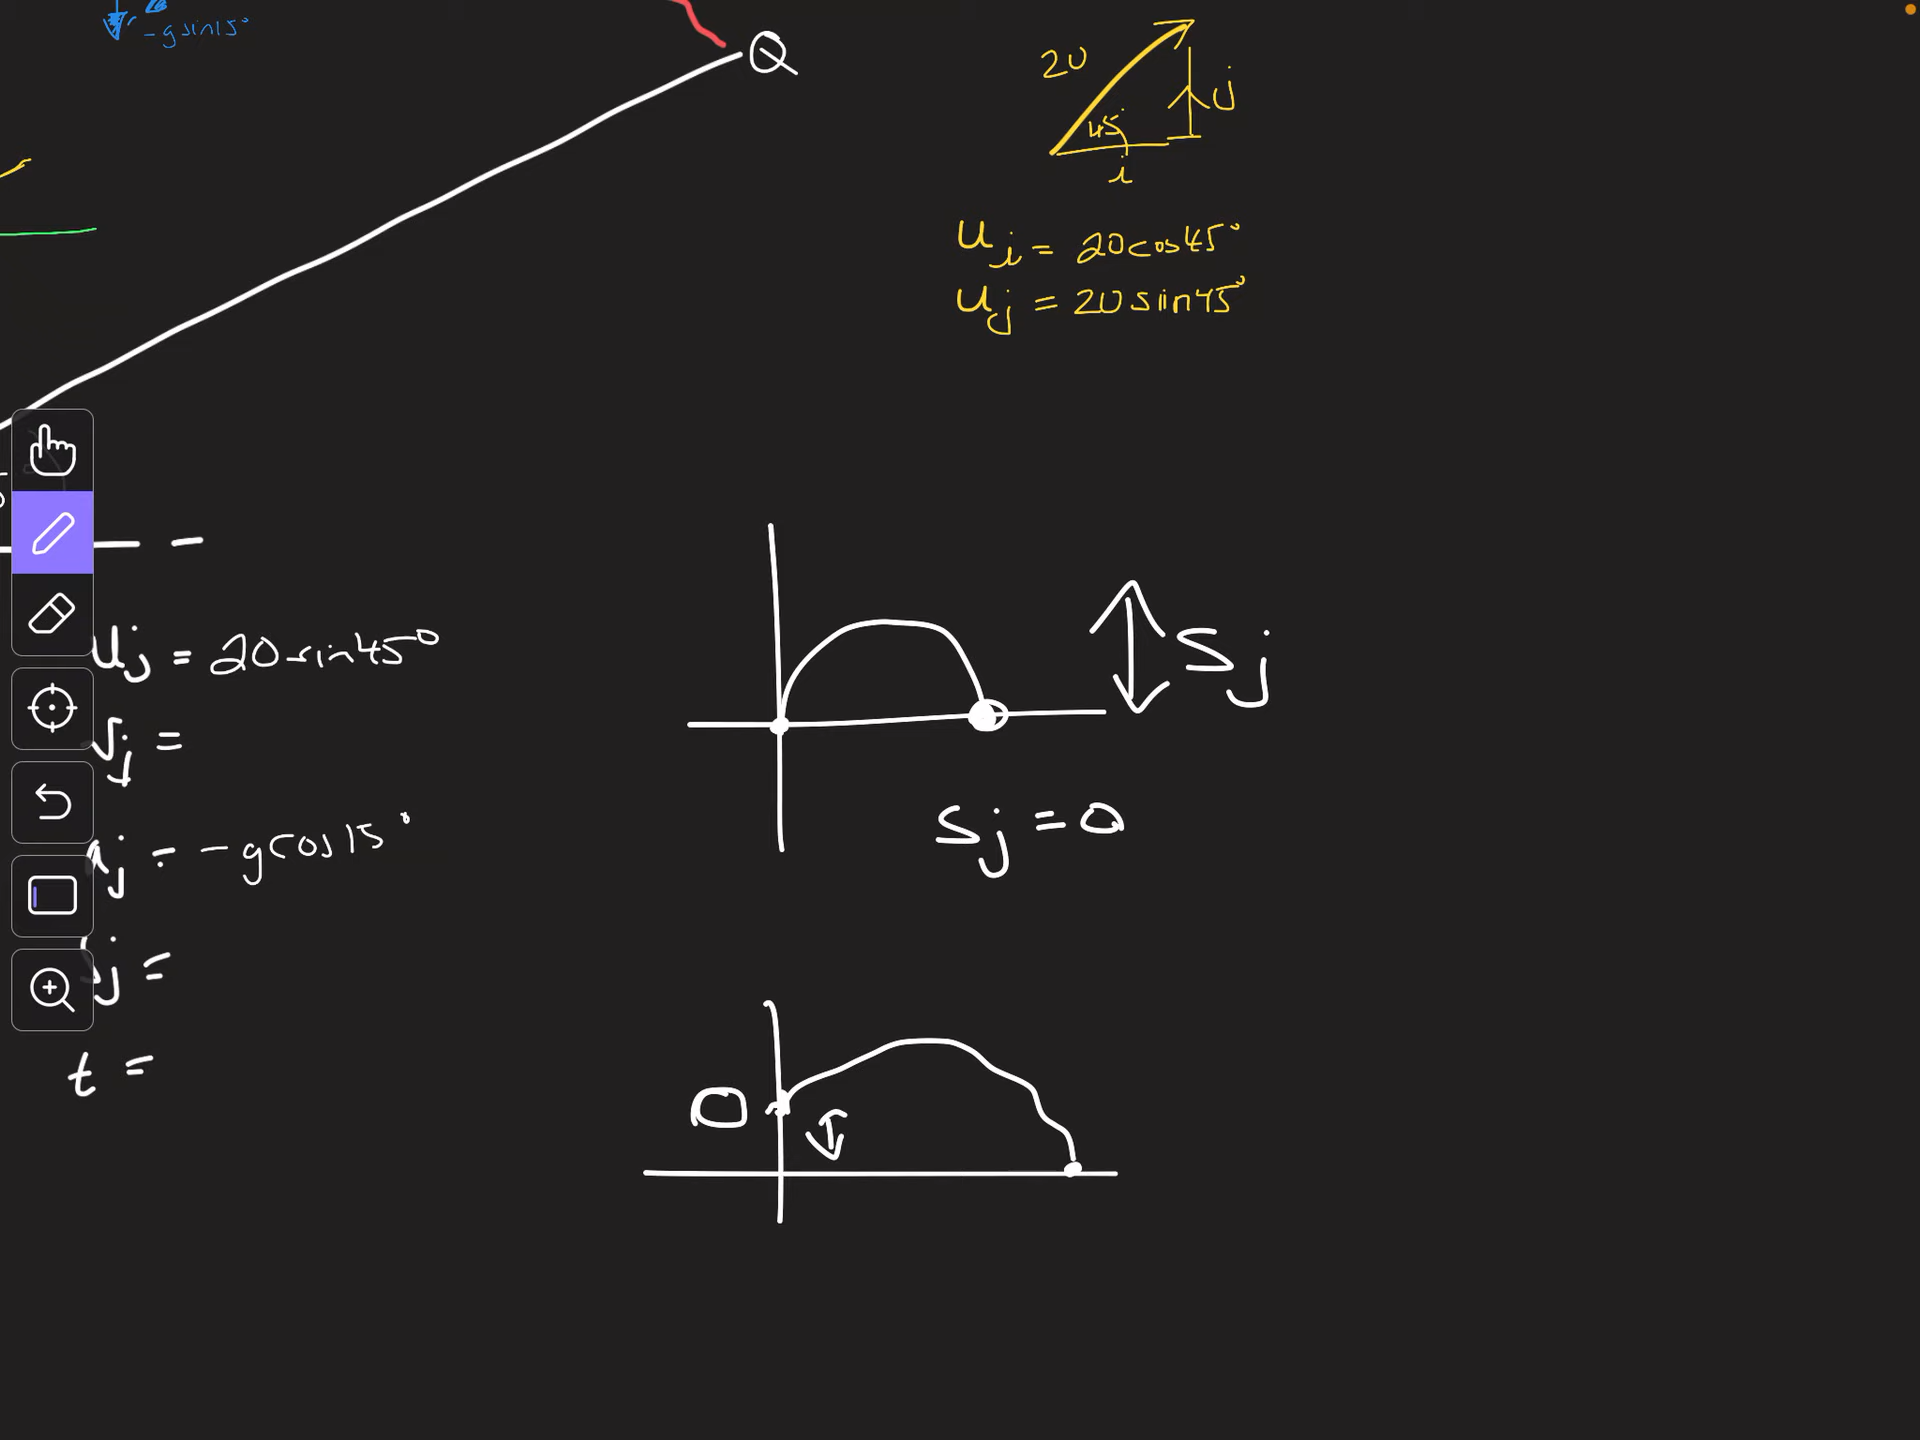 -gsin15°
Q
20
45
j
i
u_i = 20cos45°
u_j = 20sin45°
u_j = 20sin45°
v_j =
a_j = -gcos15°
s_j =
t =
s_j
s_j = 0
0